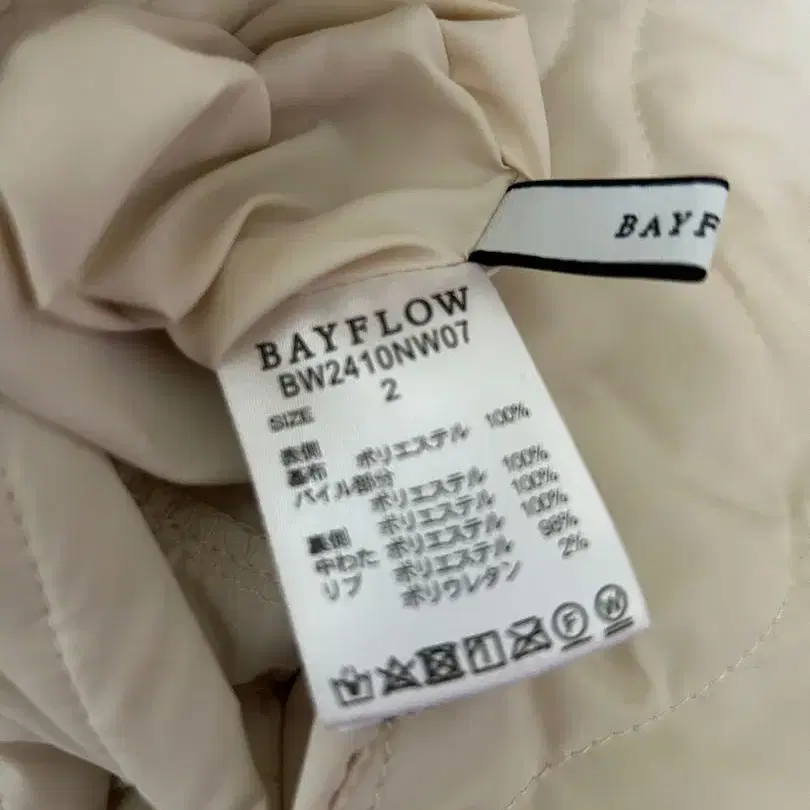 BAYF
BAYFLOW
BW2410NW07
SIZE 2
表側
基布 ポリエステル 100%
パイル部分
ポリエステル 100%
ポリエステル 100%
裏側 ポリエステル 100%
中わた ポリエステル 98%
リブ ポリウレタン 2%
F W